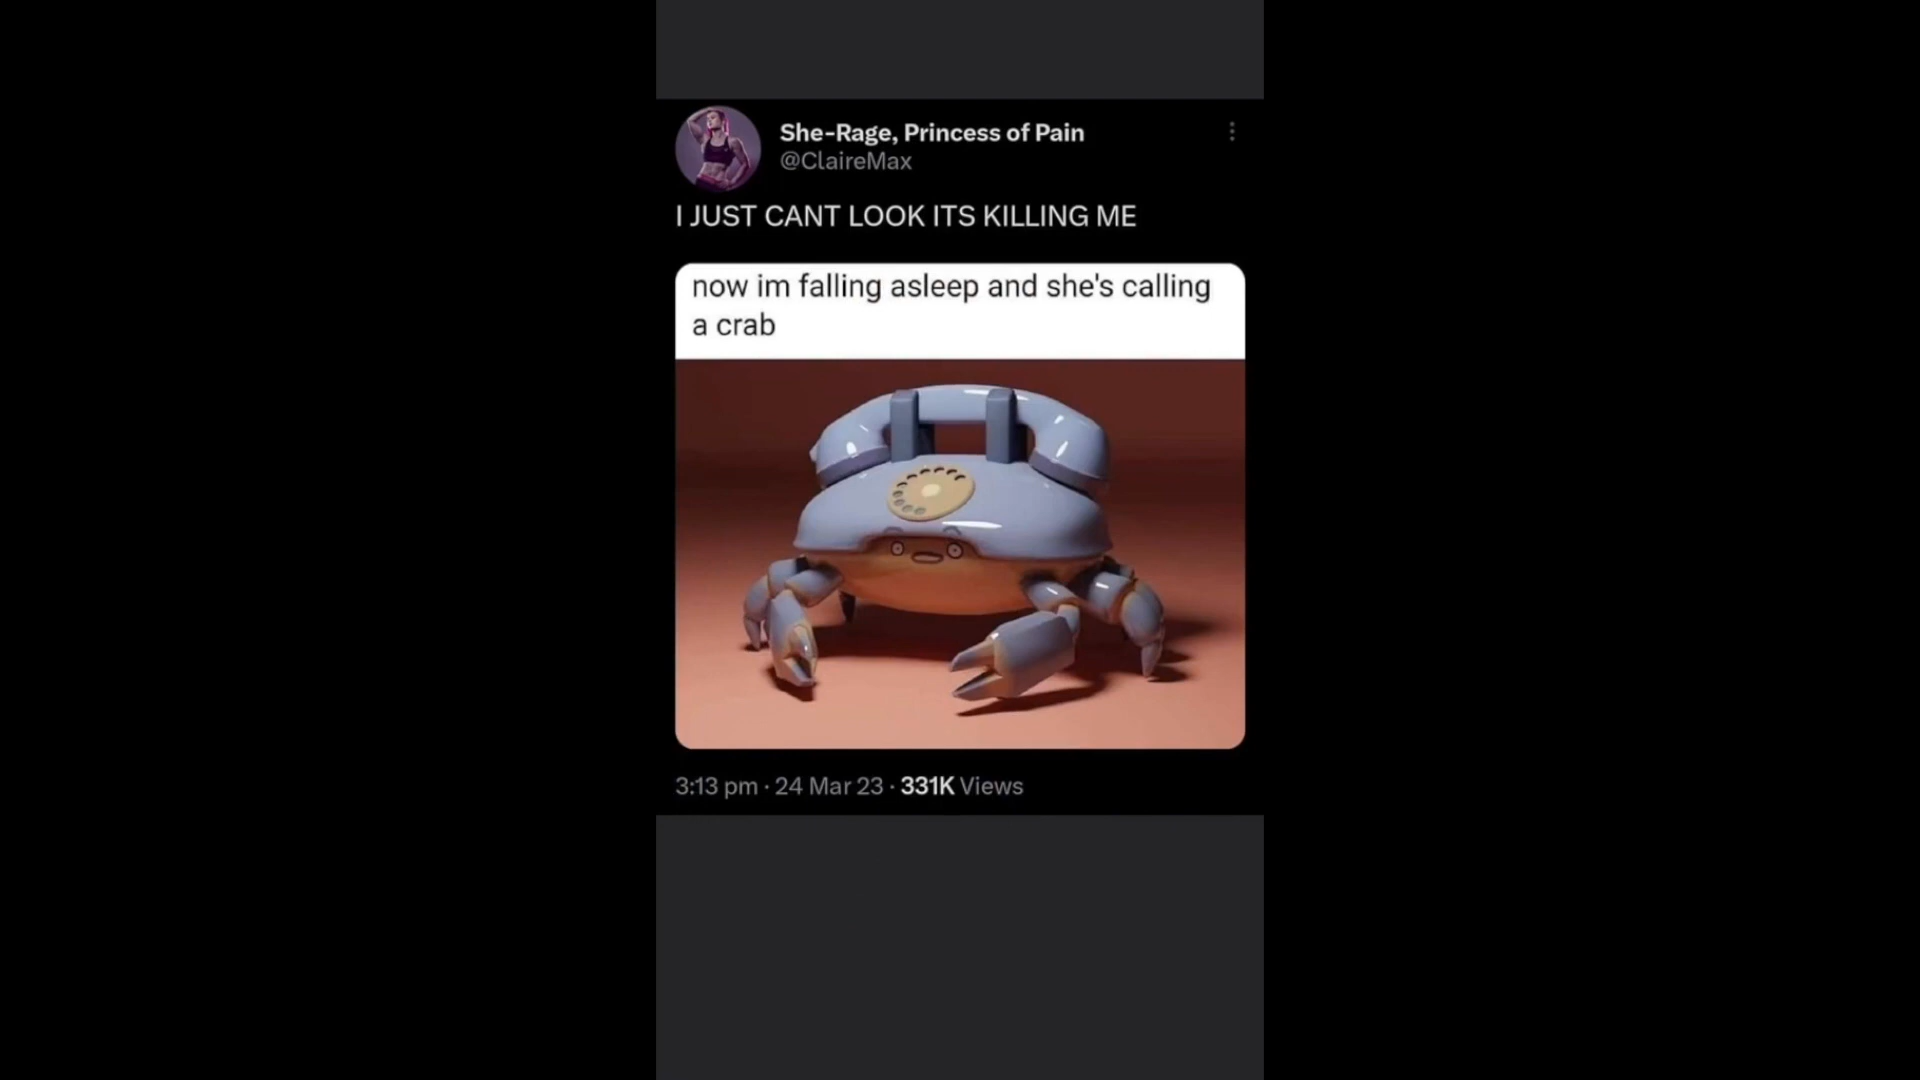 She-Rage, Princess of Pain
@ClaireMax
I JUST CANT LOOK ITS KILLING ME
now im falling asleep and she's calling
a crab
3:13 pm · 24 Mar 23 · 331K Views